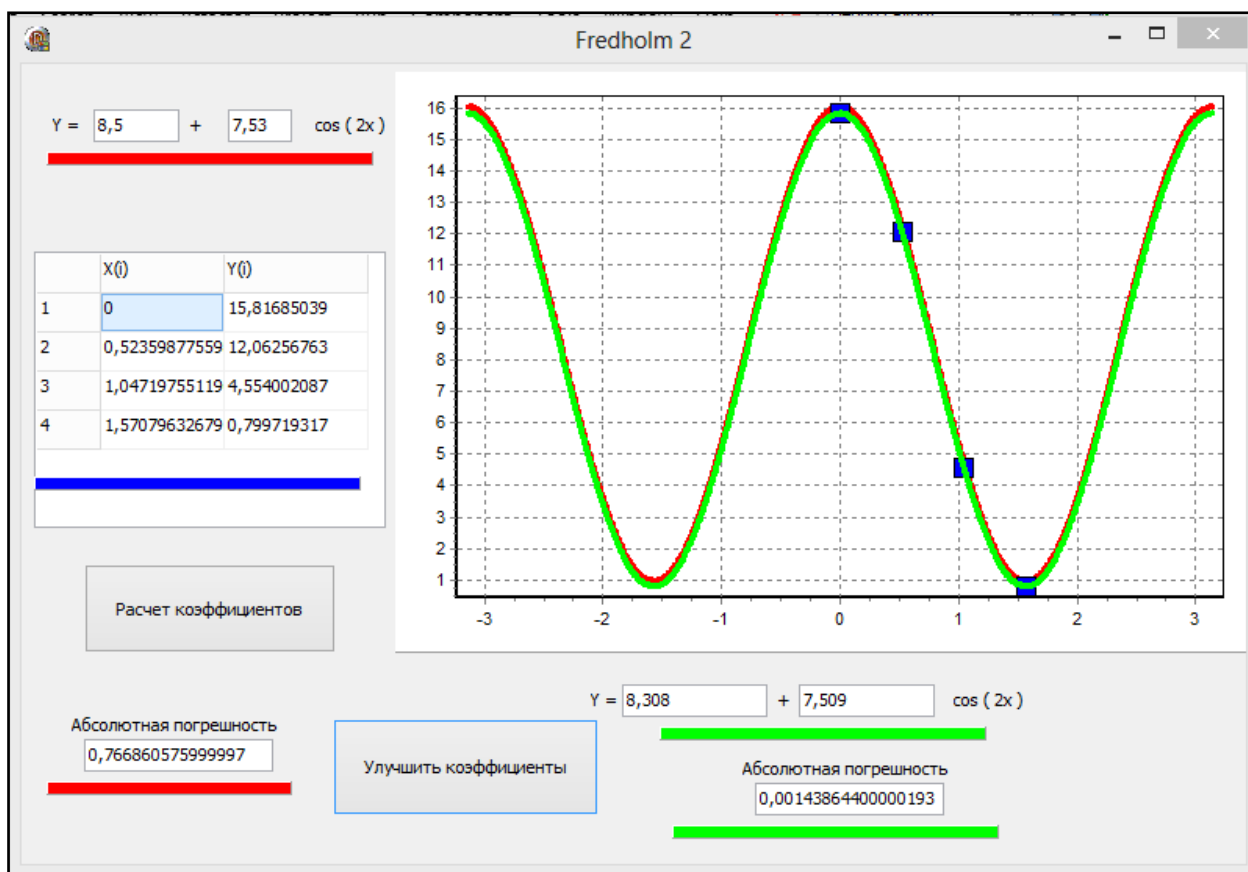 Fredholm 2
Y = 8,5 + 7,53 cos ( 2x )
X(i) Y(i)
1 0 15,81685039
2 0,52359877559 12,06256763
3 1,04719755119 4,554002087
4 1,57079632679 0,799719317
Расчет коэффициентов
16
15
14
13
12
11
10
9
8
7
6
5
4
3
2
1
-3 -2 -1 0 1 2 3
Y = 8,308 + 7,509 cos ( 2x )
Абсолютная погрешность
0,766860575999997
Улучшить коэффициенты
Абсолютная погрешность
0,00143864400000193